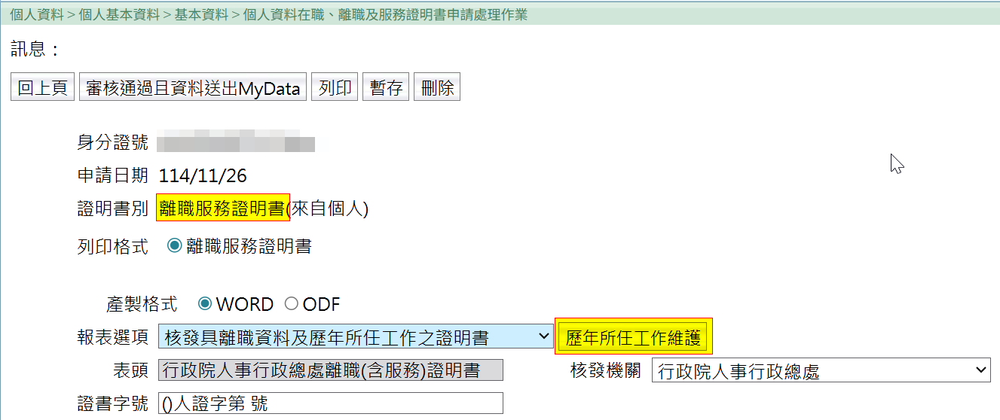 個人資料 > 個人基本資料 > 基本資料 > 個人資料在職、離職及服務證明書申請處理作業
訊息：
回上頁 審核通過且資料送出MyData 列印 暫存 刪除
身分證號
申請日期 114/11/26
證明書別 離職服務證明書(來自個人)
列印格式 離職服務證明書
產製格式 WORD ODF
報表選項 核發具離職資料及歷年所任工作之證明書 歷年所任工作維護
表頭 行政院人事行政總處離職(含服務)證明書 核發機關 行政院人事行政總處
證書字號 ()人證字第 號